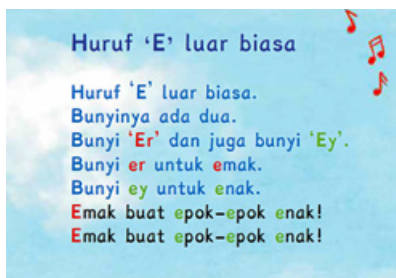 Huruf ‘E’ luar biasa
Huruf ‘E’ luar biasa.
Bunyinya ada dua.
Bunyi ‘Er’ dan juga bunyi ‘Ey’.
Bunyi er untuk emak.
Bunyi ey untuk enak.
Emak buat epok-epok enak!
Emak buat epok-epok enak!